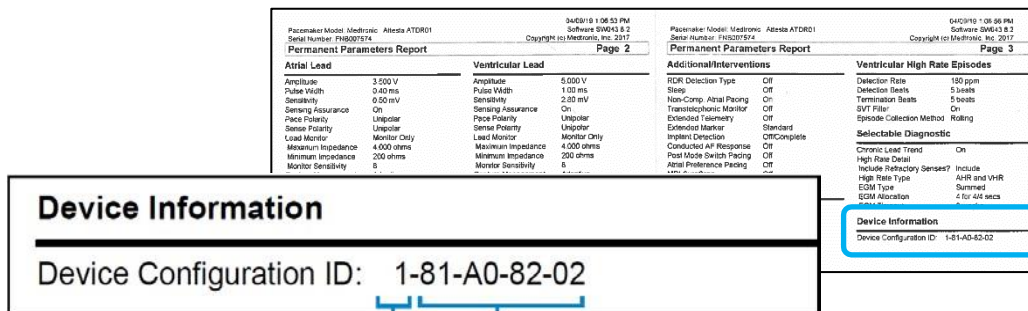 04/09/19 1:06:53 PM
Pacemaker Model: Medtronic Attesta ATDR01
Software SW043 8.2
Serial Number: FNB007574
Copyright (c) Medtronic, Inc. 2017
Permanent Parameters Report
Page 2
Atrial Lead
Amplitude 3.500 V
Pulse Width 0.40 ms
Sensitivity 0.50 mV
Sensing Assurance On
Pace Polarity Unipolar
Sense Polarity Unipolar
Lead Monitor Monitor Only
Maximum Impedance 4,000 ohms
Minimum Impedance 200 ohms
Monitor Sensitivity 8
Ventricular Lead
Amplitude 5.000 V
Pulse Width 1.00 ms
Sensitivity 2.80 mV
Sensing Assurance On
Pace Polarity Unipolar
Sense Polarity Unipolar
Lead Monitor Monitor Only
Maximum Impedance 4,000 ohms
Minimum Impedance 200 ohms
Monitor Sensitivity 8
Pacemaker Model: Medtronic Attesta ATDR01
Software SW043 8.2
Serial Number: FNB007574
Copyright (c) Medtronic, Inc. 2017
Permanent Parameters Report
Page 3
Additional/Interventions
RDR Detection Type Off
Sleep Off
Non-Comp. Atrial Pacing On
Transtelephonic Monitor Off
Extended Telemetry Off
Extended Marker Standard
Implant Detection Off/Complete
Conducted AF Response Off
Post Mode Switch Pacing Off
Atrial Preference Pacing Off
Ventricular High Rate Episodes
Detection Rate 180 ppm
Detection Beats 5 beats
Termination Beats 5 beats
SVT Filter On
Episode Collection Method Rolling
Selectable Diagnostic
Chronic Lead Trend On
High Rate Detail
Include Refractory Senses? Include
High Rate Type AHR and VHR
EGM Type Summed
EGM Allocation 4 for 4/4 secs
Device Information
Device Configuration ID: 1-81-A0-82-02
Device Information
Device Configuration ID: 1-81-A0-82-02